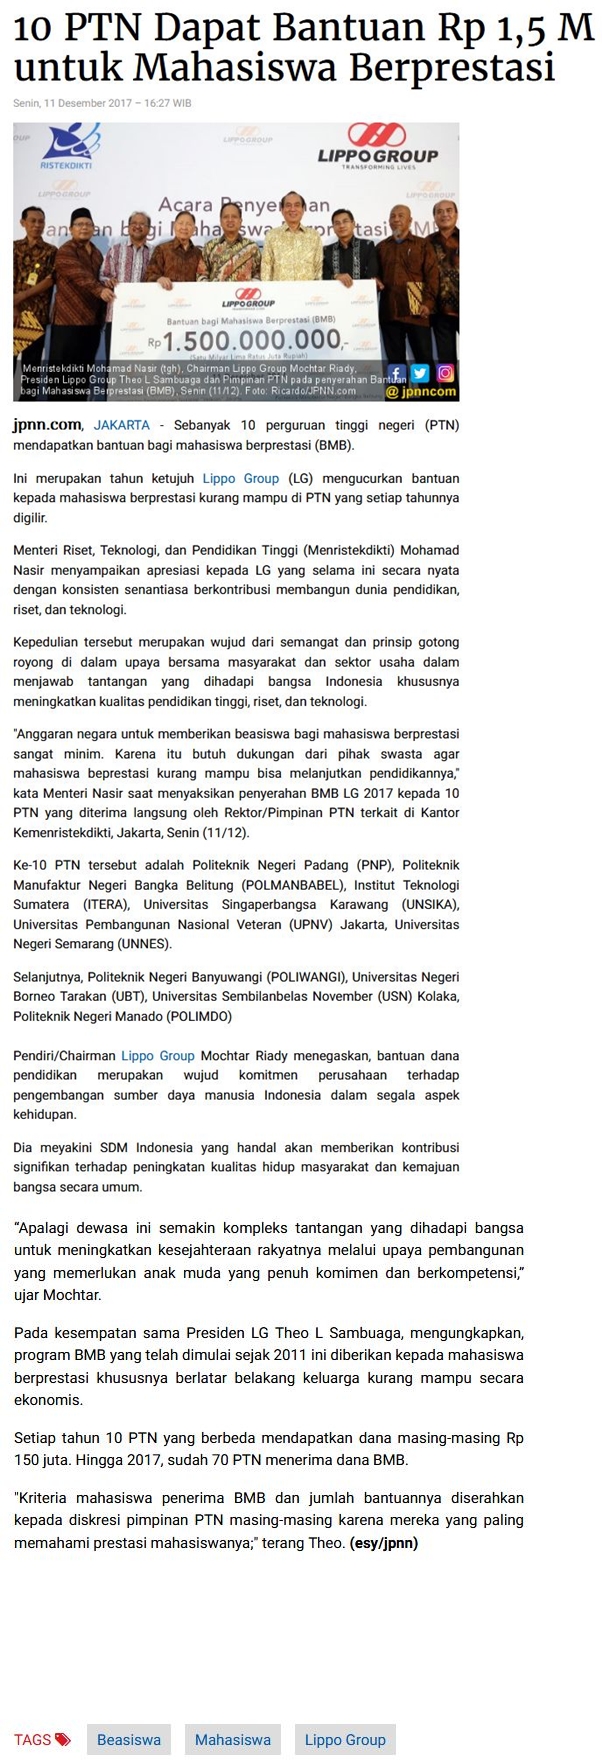 10 PTN Dapat Bantuan Rp 1,5 M
untuk Mahasiswa Berprestasi
Senin, 11 Desember 2017 – 16:27 WIB
RISTEKDIKTI
LIPPO GROUP
LIPPO GROUP
TRANSFORMING LIVES
LIPPO GROUP
LIPPO GROUP
Acara Penyerahan
an bagi Mahasiswa Berprestasi
LIPPO GROUP
Bantuan bagi Mahasiswa Berprestasi (BMB)
Rp 1.500.000.000,-
(Satu Milyar Lima Ratus Juta Rupiah)
Menristekdikti Mohamad Nasir (tgh), Chairman Lippo Group Mochtar Riady,
Presiden Lippo Group Theo L Sambuaga dan Pimpinan PTN pada penyerahan Bantuan
bagi Mahasiswa Berprestasi (BMB), Senin (11/12). Foto: Ricardo/JPNN.com
@jpnncom
jpnn.com, JAKARTA - Sebanyak 10 perguruan tinggi negeri (PTN)
mendapatkan bantuan bagi mahasiswa berprestasi (BMB).
Ini merupakan tahun ketujuh Lippo Group (LG) mengucurkan bantuan
kepada mahasiswa berprestasi kurang mampu di PTN yang setiap tahunnya
digilir.
Menteri Riset, Teknologi, dan Pendidikan Tinggi (Menristekdikti) Mohamad
Nasir menyampaikan apresiasi kepada LG yang selama ini secara nyata
dengan konsisten senantiasa berkontribusi membangun dunia pendidikan,
riset, dan teknologi.
Kepedulian tersebut merupakan wujud dari semangat dan prinsip gotong
royong di dalam upaya bersama masyarakat dan sektor usaha dalam
menjawab tantangan yang dihadapi bangsa Indonesia khususnya
meningkatkan kualitas pendidikan tinggi, riset, dan teknologi.
"Anggaran negara untuk memberikan beasiswa bagi mahasiswa berprestasi
sangat minim. Karena itu butuh dukungan dari pihak swasta agar
mahasiswa beprestasi kurang mampu bisa melanjutkan pendidikannya,"
kata Menteri Nasir saat menyaksikan penyerahan BMB LG 2017 kepada 10
PTN yang diterima langsung oleh Rektor/Pimpinan PTN terkait di Kantor
Kemenristekdikti, Jakarta, Senin (11/12).
Ke-10 PTN tersebut adalah Politeknik Negeri Padang (PNP), Politeknik
Manufaktur Negeri Bangka Belitung (POLMANBABEL), Institut Teknologi
Sumatera (ITERA), Universitas Singaperbangsa Karawang (UNSIKA),
Universitas Pembangunan Nasional Veteran (UPNV) Jakarta, Universitas
Negeri Semarang (UNNES).
Selanjutnya, Politeknik Negeri Banyuwangi (POLIWANGI), Universitas Negeri
Borneo Tarakan (UBT), Universitas Sembilanbelas November (USN) Kolaka,
Politeknik Negeri Manado (POLIMDO)
Pendiri/Chairman Lippo Group Mochtar Riady menegaskan, bantuan dana
pendidikan merupakan wujud komitmen perusahaan terhadap
pengembangan sumber daya manusia Indonesia dalam segala aspek
kehidupan.
Dia meyakini SDM Indonesia yang handal akan memberikan kontribusi
signifikan terhadap peningkatan kualitas hidup masyarakat dan kemajuan
bangsa secara umum.
“Apalagi dewasa ini semakin kompleks tantangan yang dihadapi bangsa
untuk meningkatkan kesejahteraan rakyatnya melalui upaya pembangunan
yang memerlukan anak muda yang penuh komimen dan berkompetensi,”
ujar Mochtar.
Pada kesempatan sama Presiden LG Theo L Sambuaga, mengungkapkan,
program BMB yang telah dimulai sejak 2011 ini diberikan kepada mahasiswa
berprestasi khususnya berlatar belakang keluarga kurang mampu secara
ekonomis.
Setiap tahun 10 PTN yang berbeda mendapatkan dana masing-masing Rp
150 juta. Hingga 2017, sudah 70 PTN menerima dana BMB.
"Kriteria mahasiswa penerima BMB dan jumlah bantuannya diserahkan
kepada diskresi pimpinan PTN masing-masing karena mereka yang paling
memahami prestasi mahasiswanya;" terang Theo. (esy/jpnn)
TAGS Beasiswa Mahasiswa Lippo Group